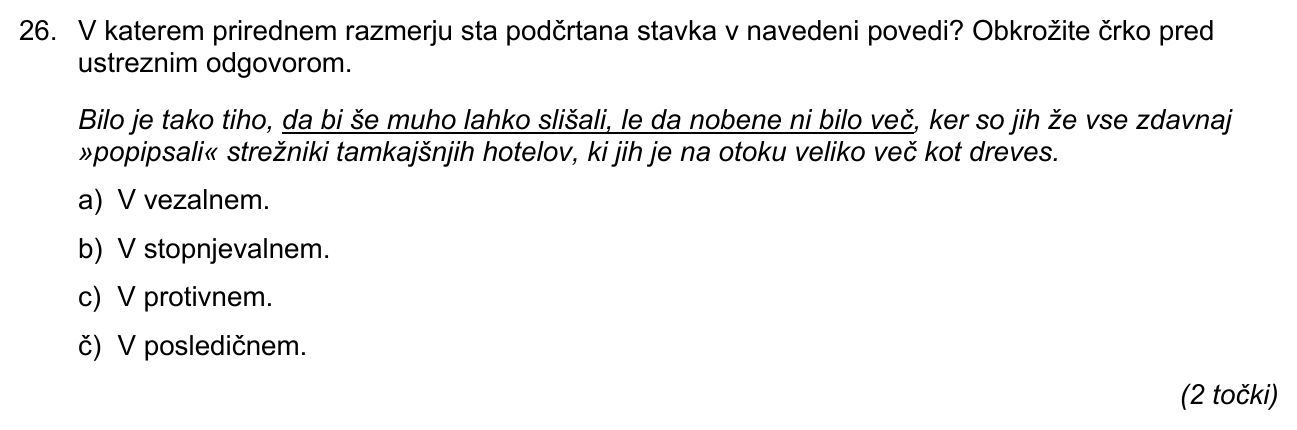 26. V katerem prirednem razmerju sta podčrtana stavka v navedeni povedi? Obkrožite črko pred
ustreznim odgovorom.
Bilo je tako tiho, da bi še muho lahko slišali, le da nobene ni bilo več, ker so jih že vse zdavnaj
»popipsali« strežniki tamkajšnjih hotelov, ki jih je na otoku veliko več kot dreves.
a) V vezalnem.
b) V stopnjevalnem.
c) V protivnem.
č) V posledičnem.
(2 točki)